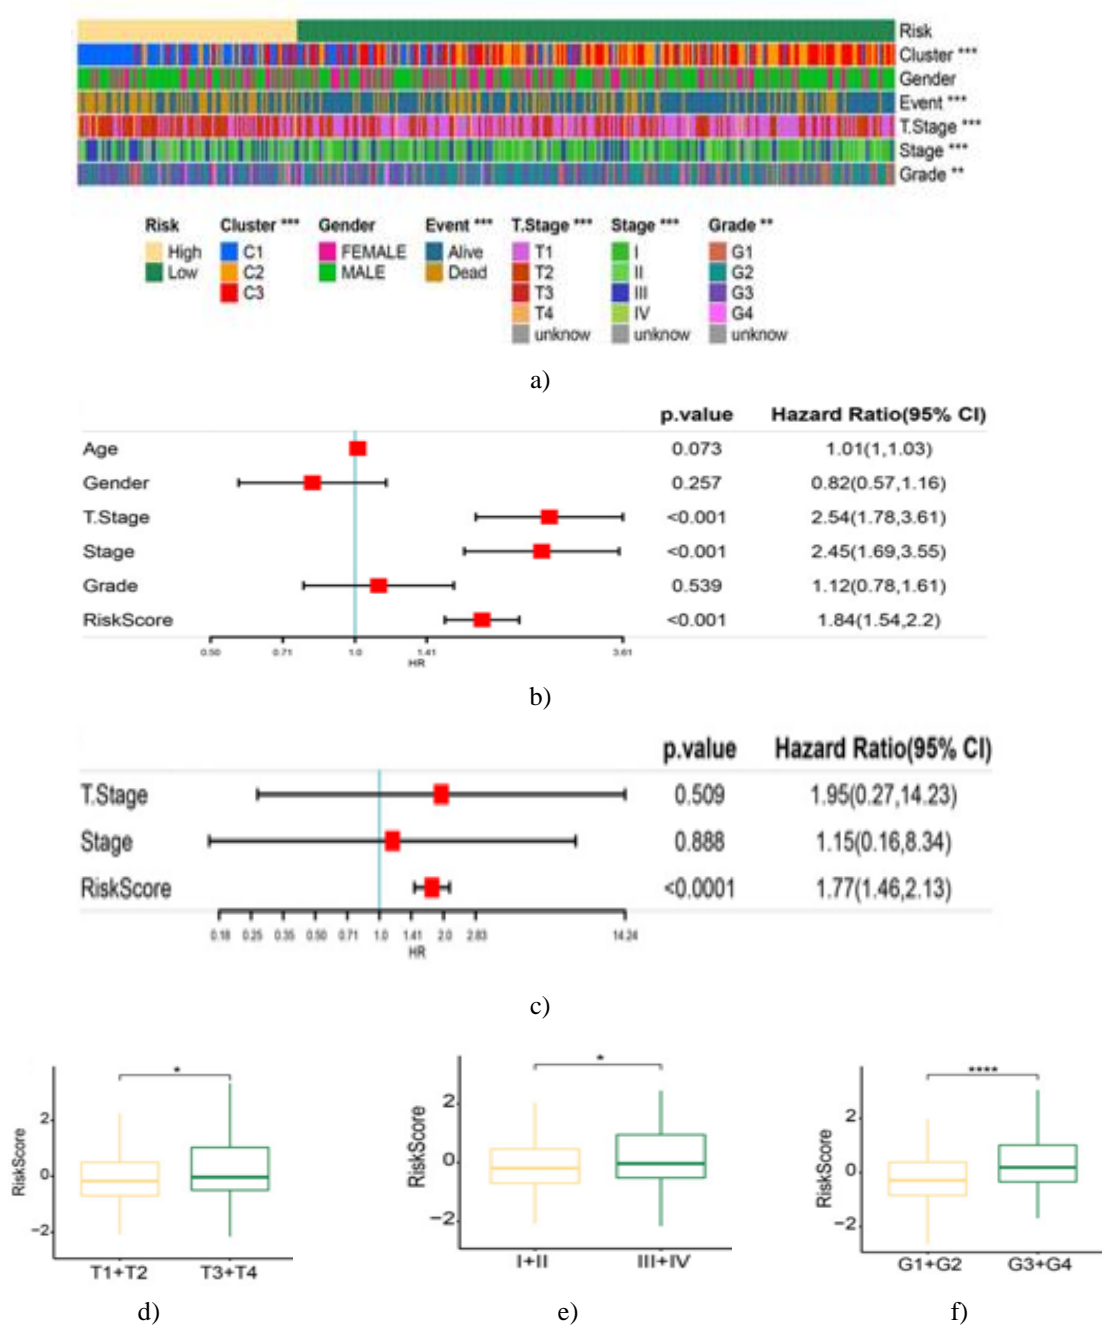 Risk
Cluster ***
Gender
Event ***
T.Stage ***
Stage ***
Grade **
Risk Cluster *** Gender Event *** T.Stage *** Stage *** Grade **
High C1 FEMALE Alive T1 I G1
Low C2 MALE Dead T2 II G2
C3 T3 III G3
T4 IV G4
unknow unknow unknow
a)
p.value Hazard Ratio(95% CI)
Age 0.073 1.01(1,1.03)
Gender 0.257 0.82(0.57,1.16)
T.Stage <0.001 2.54(1.78,3.61)
Stage <0.001 2.45(1.69,3.55)
Grade 0.539 1.12(0.78,1.61)
RiskScore <0.001 1.84(1.54,2.2)
0.50 0.71 1.0 1.41 3.61
HR
b)
p.value Hazard Ratio(95% CI)
T.Stage 0.509 1.95(0.27,14.23)
Stage 0.888 1.15(0.16,8.34)
RiskScore <0.0001 1.77(1.46,2.13)
0.18 0.25 0.35 0.50 0.71 1.0 1.41 2.0 2.83 14.24
HR
c)
*
RiskScore
2
0
−2
T1+T2 T3+T4
d)
*
RiskScore
2
0
−2
I+II III+IV
e)
****
RiskScore
2
0
−2
G1+G2 G3+G4
f)